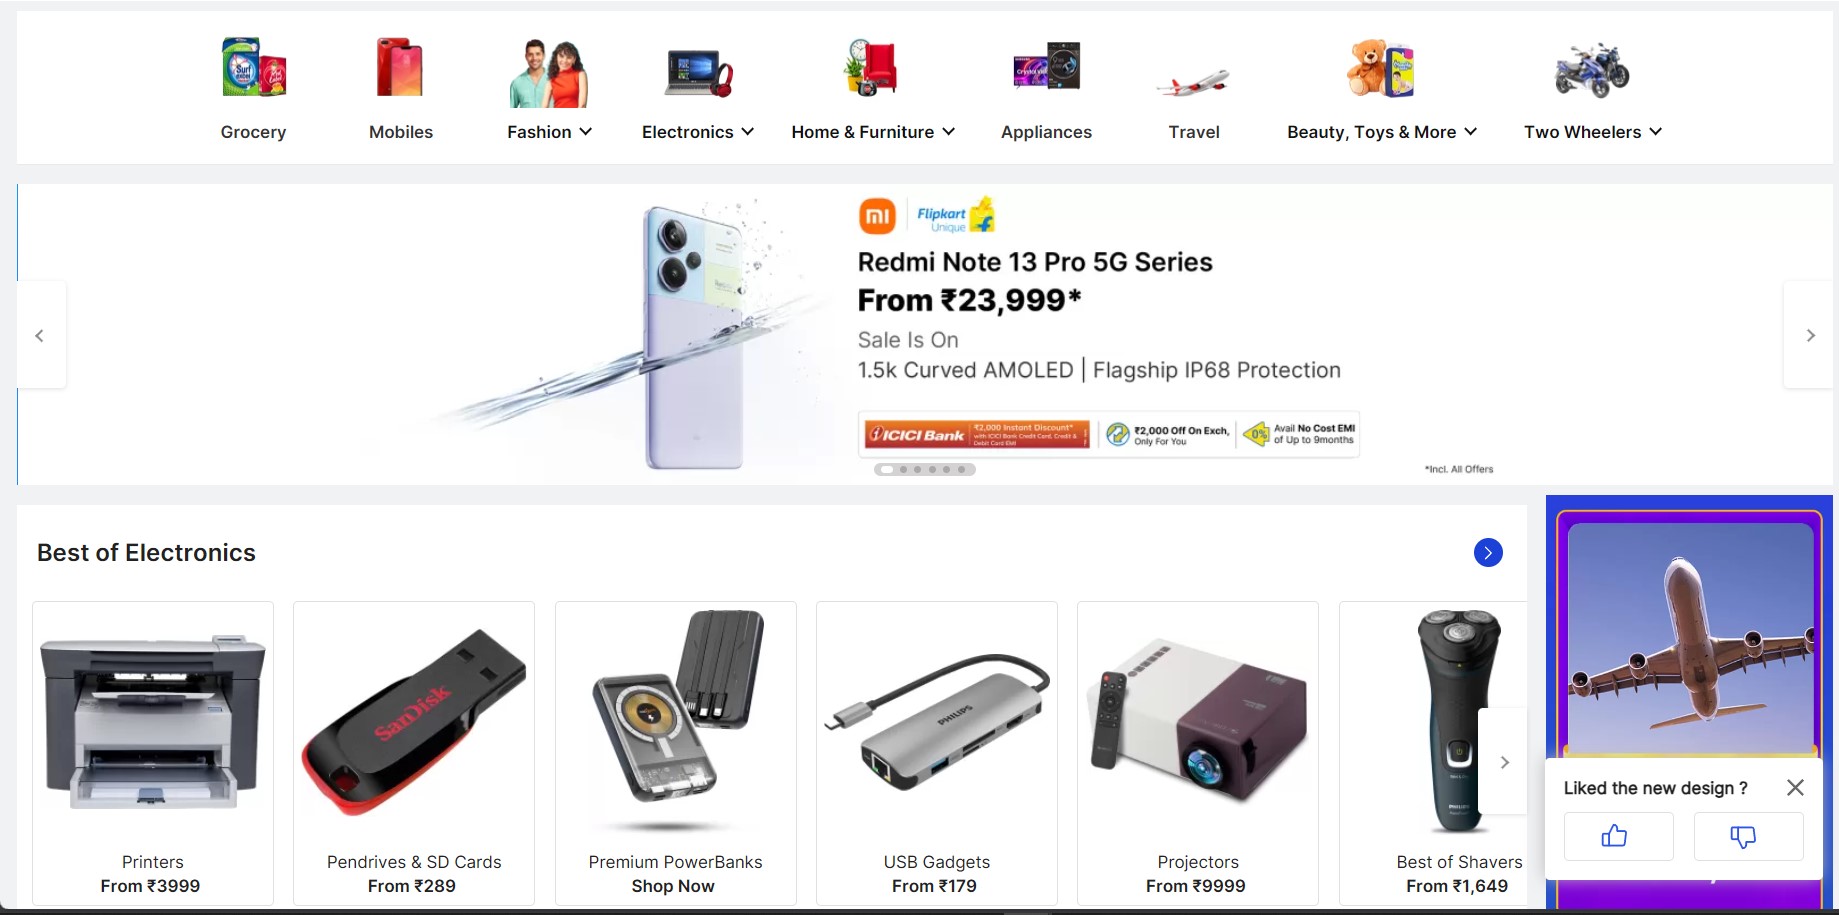 Grocery
Mobiles
Fashion
Electronics
Home & Furniture
Appliances
Travel
Beauty, Toys & More
Two Wheelers
mi
Flipkart
Unique
Redmi Note 13 Pro 5G Series
From ₹23,999*
Sale Is On
1.5k Curved AMOLED | Flagship IP68 Protection
ICICI Bank
₹2,000 Instant Discount*
with ICICI Bank Credit Card, Credit &
Debit Card EMI
₹2,000 Off On Exch,
Only For You
0%
Avail No Cost EMI
of Up to 9months
*Incl. All Offers
Best of Electronics
SanDisk
PHILIPS
PHILIPS
Printers
From ₹3999
Pendrives & SD Cards
From ₹289
Premium PowerBanks
Shop Now
USB Gadgets
From ₹179
Projectors
From ₹9999
Best of Shavers
From ₹1,649
Liked the new design ?